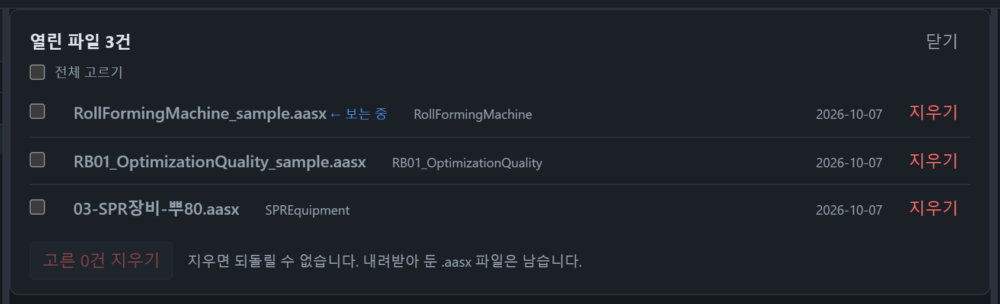 열린 파일 3건 닫기
전체 고르기
RollFormingMachine_sample.aasx ← 보는 중 RollFormingMachine 2026-10-07 지우기
RB01_OptimizationQuality_sample.aasx RB01_OptimizationQuality 2026-10-07 지우기
03-SPR장비-뿌80.aasx SPREquipment 2026-10-07 지우기
고른 0건 지우기 지우면 되돌릴 수 없습니다. 내려받아 둔 .aasx 파일은 남습니다.